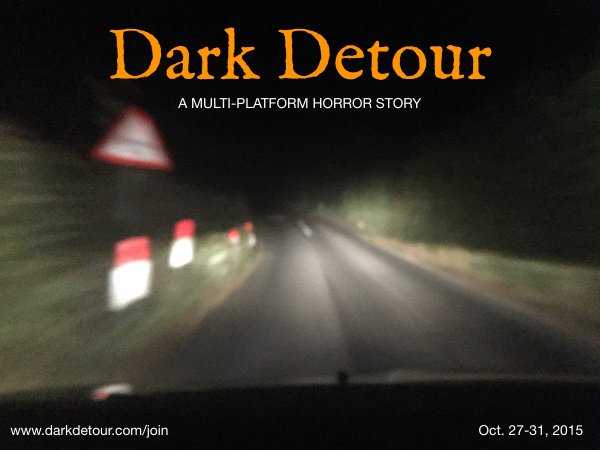 Dark Detour
A MULTI-PLATFORM HORROR STORY
www.darkdetour.com/join
Oct. 27-31, 2015